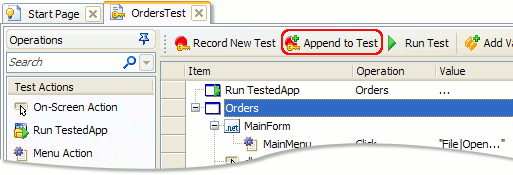 Start Page OrdersTest
Operations
Record New Test Append to Test Run Test Add Va
Search
Item Operation Value
Test Actions
Run TestedApp Orders ...
On-Screen Action
Orders
Run TestedApp
.net MainForm
Menu Action
MainMenu Click "File|Open..."